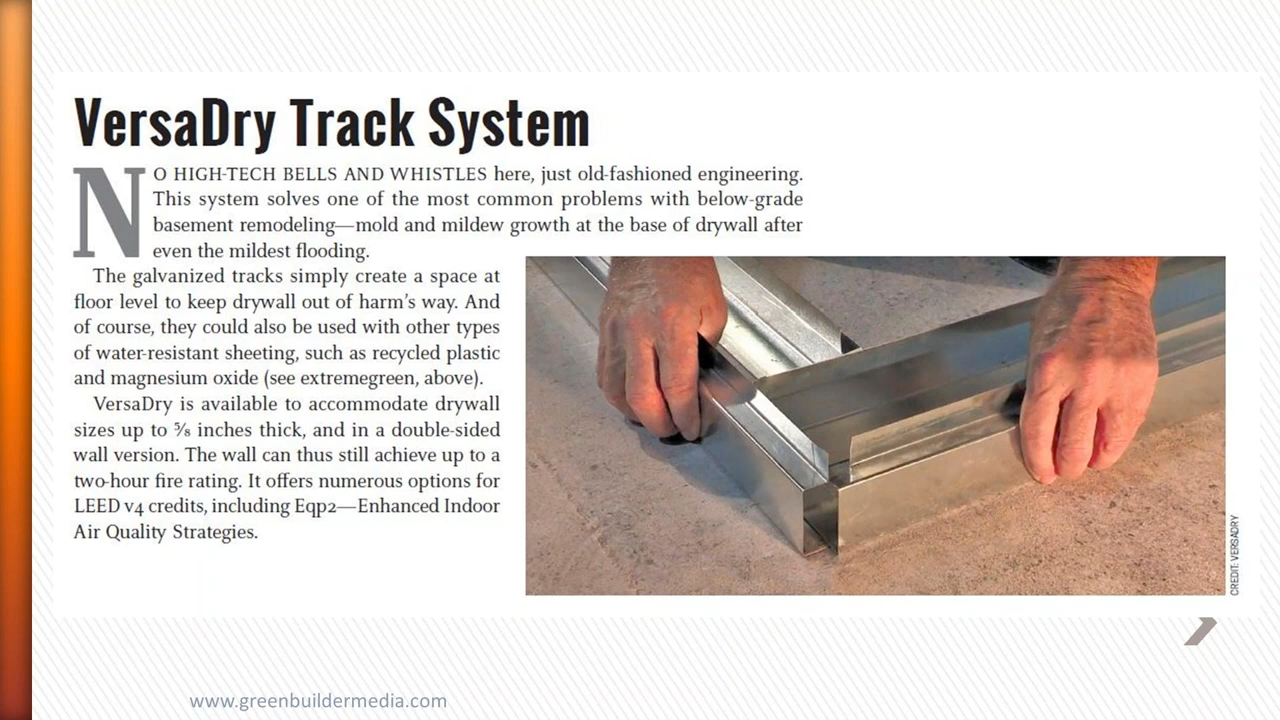 VersaDry Track System
NO HIGH-TECH BELLS AND WHISTLES here, just old-fashioned engineering.
This system solves one of the most common problems with below-grade
basement remodeling—mold and mildew growth at the base of drywall after
even the mildest flooding.
The galvanized tracks simply create a space at
floor level to keep drywall out of harm's way. And
of course, they could also be used with other types
of water-resistant sheeting, such as recycled plastic
and magnesium oxide (see extremegreen, above).
VersaDry is available to accommodate drywall
sizes up to ⅝ inches thick, and in a double-sided
wall version. The wall can thus still achieve up to a
two-hour fire rating. It offers numerous options for
LEED v4 credits, including Eqp2—Enhanced Indoor
Air Quality Strategies.
CREDIT: VERSADRY
www.greenbuildermedia.com